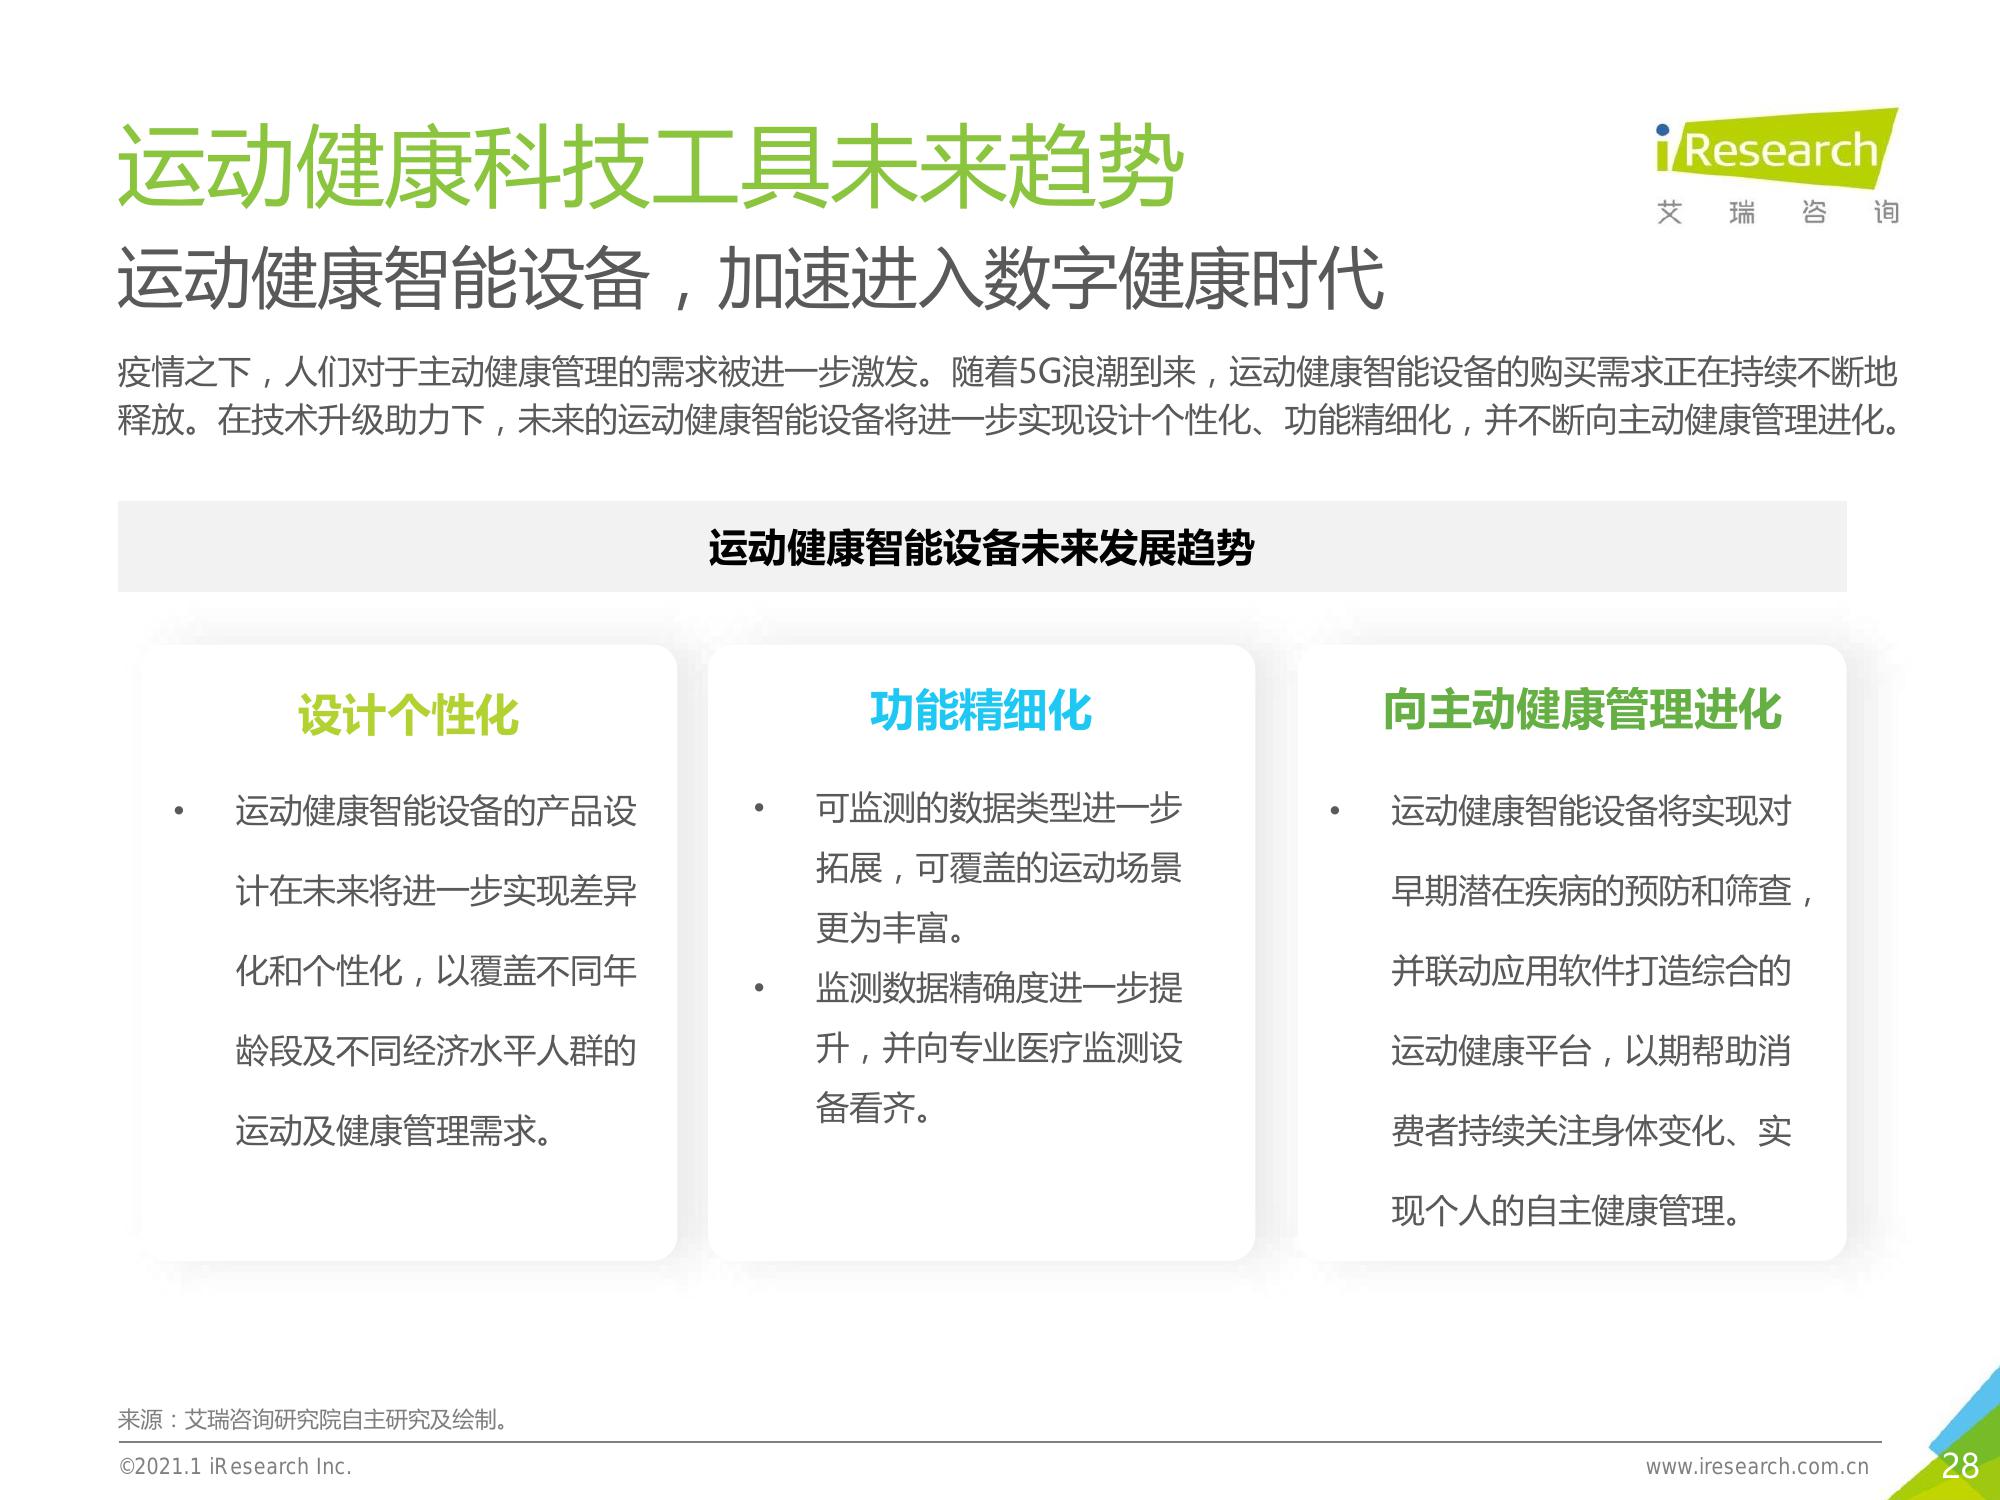 运动健康科技工具未来趋势
iResearch
艾瑞咨询
运动健康智能设备，加速进入数字健康时代
疫情之下，人们对于主动健康管理的需求被进一步激发。随着5G浪潮到来，运动健康智能设备的购买需求正在持续不断地
释放。在技术升级助力下，未来的运动健康智能设备将进一步实现设计个性化、功能精细化，并不断向主动健康管理进化。
运动健康智能设备未来发展趋势
设计个性化
• 运动健康智能设备的产品设
计在未来将进一步实现差异
化和个性化，以覆盖不同年
龄段及不同经济水平人群的
运动及健康管理需求。
功能精细化
• 可监测的数据类型进一步
拓展，可覆盖的运动场景
更为丰富。
• 监测数据精确度进一步提
升，并向专业医疗监测设
备看齐。
向主动健康管理进化
• 运动健康智能设备将实现对
早期潜在疾病的预防和筛查，
并联动应用软件打造综合的
运动健康平台，以期帮助消
费者持续关注身体变化、实
现个人的自主健康管理。
来源：艾瑞咨询研究院自主研究及绘制。
©2021.1 iResearch Inc.
www.iresearch.com.cn
28